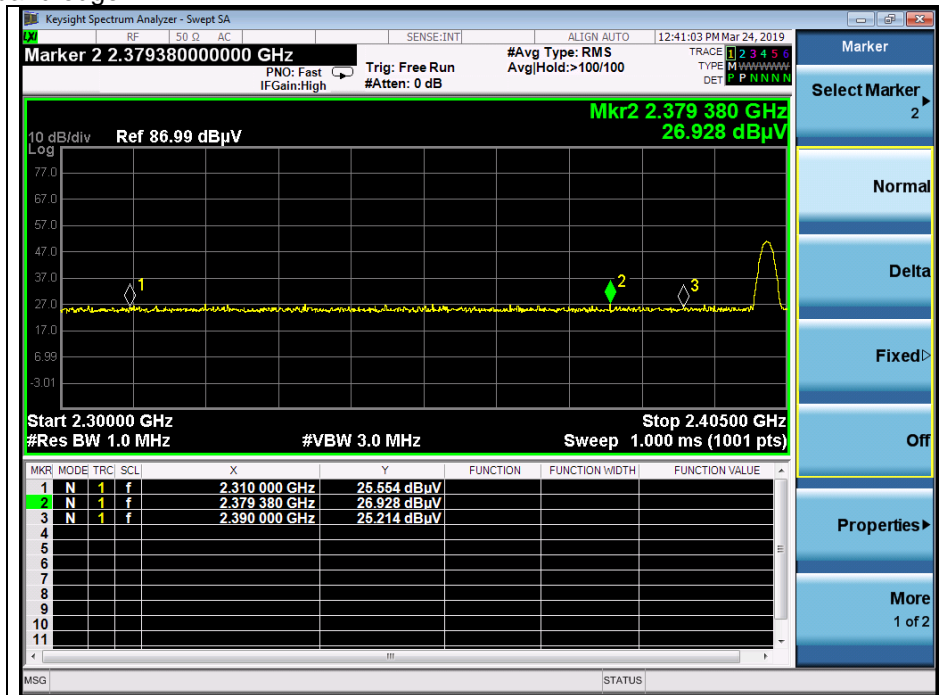 Keysight Spectrum Analyzer - Swept SA
LXI RF 50 Ω AC SENSE:INT ALIGN AUTO 12:41:03 PM Mar 24, 2019
Marker 2 2.379380000000 GHz
PNO: Fast
IFGain:High
Trig: Free Run
#Atten: 0 dB
#Avg Type: RMS
Avg|Hold:>100/100
TRACE 1 2 3 4 5 6
TYPE M W W W W W
DET P P N N N N
Mkr2 2.379 380 GHz
26.928 dBµV
10 dB/div Ref 86.99 dBµV
Log
77.0
67.0
57.0
47.0
37.0
27.0
17.0
6.99
-3.01
1
2
3
Start 2.30000 GHz Stop 2.40500 GHz
#Res BW 1.0 MHz #VBW 3.0 MHz Sweep 1.000 ms (1001 pts)
MKR MODE TRC SCL X Y FUNCTION FUNCTION WIDTH FUNCTION VALUE
1 N 1 f 2.310 000 GHz 25.554 dBµV
2 N 1 f 2.379 380 GHz 26.928 dBµV
3 N 1 f 2.390 000 GHz 25.214 dBµV
4
5
6
7
8
9
10
11
MSG STATUS
Marker
Select Marker
2
Normal
Delta
Fixed
Off
Properties
More
1 of 2